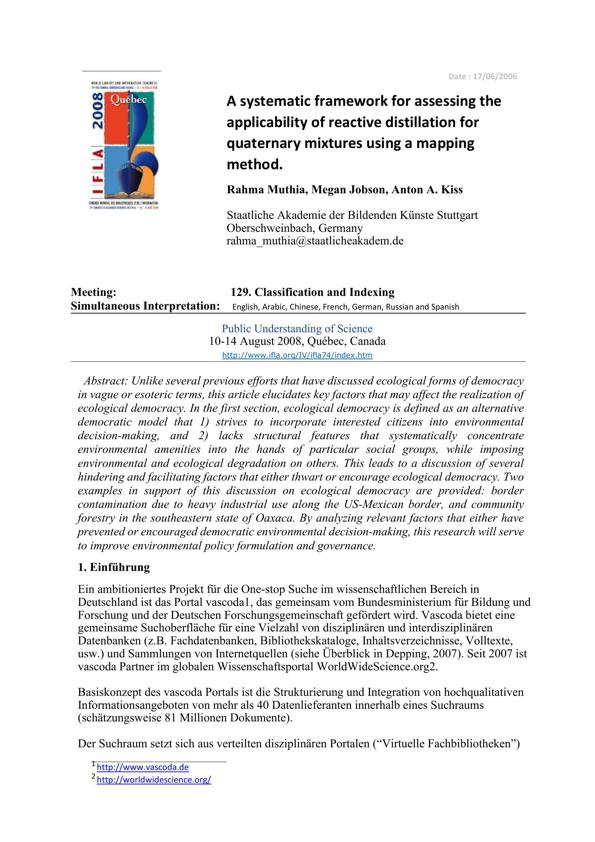 Date : 17/06/2006
WORLD LIBRARY AND INFORMATION CONGRESS:
Québec
IFLA 2008
A systematic framework for assessing the
applicability of reactive distillation for
quaternary mixtures using a mapping
method.
Rahma Muthia, Megan Jobson, Anton A. Kiss
Staatliche Akademie der Bildenden Künste Stuttgart
Oberschweinbach, Germany
rahma_muthia@staatlicheakadem.de
Meeting: 129. Classification and Indexing
Simultaneous Interpretation: English, Arabic, Chinese, French, German, Russian and Spanish
Public Understanding of Science
10-14 August 2008, Québec, Canada
http://www.ifla.org/IV/ifla74/index.htm
Abstract: Unlike several previous efforts that have discussed ecological forms of democracy
in vague or esoteric terms, this article elucidates key factors that may affect the realization of
ecological democracy. In the first section, ecological democracy is defined as an alternative
democratic model that 1) strives to incorporate interested citizens into environmental
decision-making, and 2) lacks structural features that systematically concentrate
environmental amenities into the hands of particular social groups, while imposing
environmental and ecological degradation on others. This leads to a discussion of several
hindering and facilitating factors that either thwart or encourage ecological democracy. Two
examples in support of this discussion on ecological democracy are provided: border
contamination due to heavy industrial use along the US-Mexican border, and community
forestry in the southeastern state of Oaxaca. By analyzing relevant factors that either have
prevented or encouraged democratic environmental decision-making, this research will serve
to improve environmental policy formulation and governance.
1. Einführung
Ein ambitioniertes Projekt für die One-stop Suche im wissenschaftlichen Bereich in
Deutschland ist das Portal vascoda1, das gemeinsam vom Bundesministerium für Bildung und
Forschung und der Deutschen Forschungsgemeinschaft gefördert wird. Vascoda bietet eine
gemeinsame Suchoberfläche für eine Vielzahl von disziplinären und interdisziplinären
Datenbanken (z.B. Fachdatenbanken, Bibliothekskataloge, Inhaltsverzeichnisse, Volltexte,
usw.) und Sammlungen von Internetquellen (siehe Überblick in Depping, 2007). Seit 2007 ist
vascoda Partner im globalen Wissenschaftsportal WorldWideScience.org2.
Basiskonzept des vascoda Portals ist die Strukturierung und Integration von hochqualitativen
Informationsangeboten von mehr als 40 Datenlieferanten innerhalb eines Suchraums
(schätzungsweise 81 Millionen Dokumente).
Der Suchraum setzt sich aus verteilten disziplinären Portalen (“Virtuelle Fachbibliotheken”)
1 http://www.vascoda.de
2 http://worldwidescience.org/